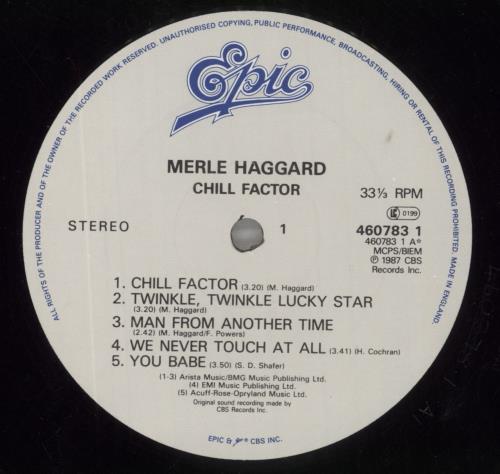 ALL RIGHTS OF THE PRODUCER AND OF THE OWNER OF THE RECORDED WORK RESERVED. UNAUTHORISED COPYING, PUBLIC PERFORMANCE, BROADCASTING, HIRING OR RENTAL OF THIS RECORDING PROHIBITED. MADE IN ENGLAND.
Epic
MERLE HAGGARD
CHILL FACTOR
33⅓ RPM
LC 0199
STEREO
1
460783 1
460783 1 A*
MCPS/BIEM
℗ 1987 CBS
Records Inc.
1. CHILL FACTOR (3.20) (M. Haggard)
2. TWINKLE, TWINKLE LUCKY STAR
(3.20) (M. Haggard)
3. MAN FROM ANOTHER TIME
(2.42) (M. Haggard/F. Powers)
4. WE NEVER TOUCH AT ALL (3.41) (H. Cochran)
5. YOU BABE (3.50) (S. D. Shafer)
(1-3) Arista Music/BMG Music Publishing Ltd.
(4) EMI Music Publishing Ltd.
(5) Acuff-Rose-Opryland Music Ltd.
Original sound recording made by
CBS Records Inc.
EPIC & ® CBS INC.